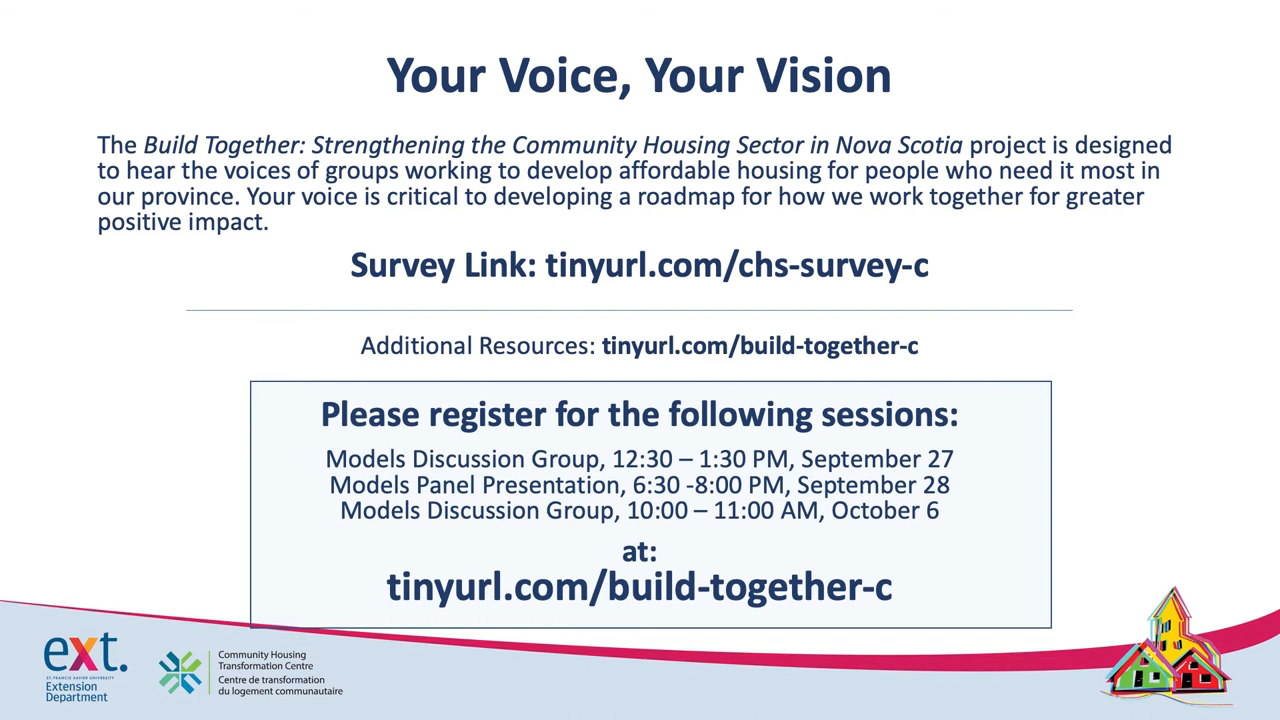 Your Voice, Your Vision
The Build Together: Strengthening the Community Housing Sector in Nova Scotia project is designed
to hear the voices of groups working to develop affordable housing for people who need it most in
our province. Your voice is critical to developing a roadmap for how we work together for greater
positive impact.
Survey Link: tinyurl.com/chs-survey-c
Additional Resources: tinyurl.com/build-together-c
Please register for the following sessions:
Models Discussion Group, 12:30 – 1:30 PM, September 27
Models Panel Presentation, 6:30 -8:00 PM, September 28
Models Discussion Group, 10:00 – 11:00 AM, October 6
at:
tinyurl.com/build-together-c
ext.
ST. FRANCIS XAVIER UNIVERSITY
Extension
Department
Community Housing
Transformation Centre
Centre de transformation
du logement communautaire